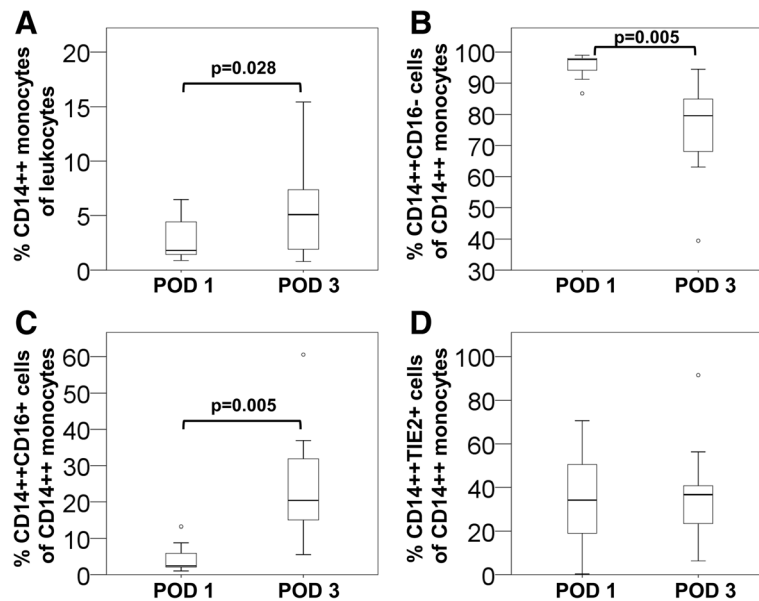 A
% CD14++ monocytes
of leukocytes
20
15
10
5
0
p=0.028
POD 1 POD 3
B
% CD14++CD16- cells
of CD14++ monocytes
100
90
80
70
60
50
40
30
p=0.005
POD 1 POD 3
C
% CD14++CD16+ cells
of CD14++ monocytes
60
50
40
30
20
10
0
p=0.005
POD 1 POD 3
D
% CD14++TIE2+ cells
of CD14++ monocytes
100
80
60
40
20
0
POD 1 POD 3